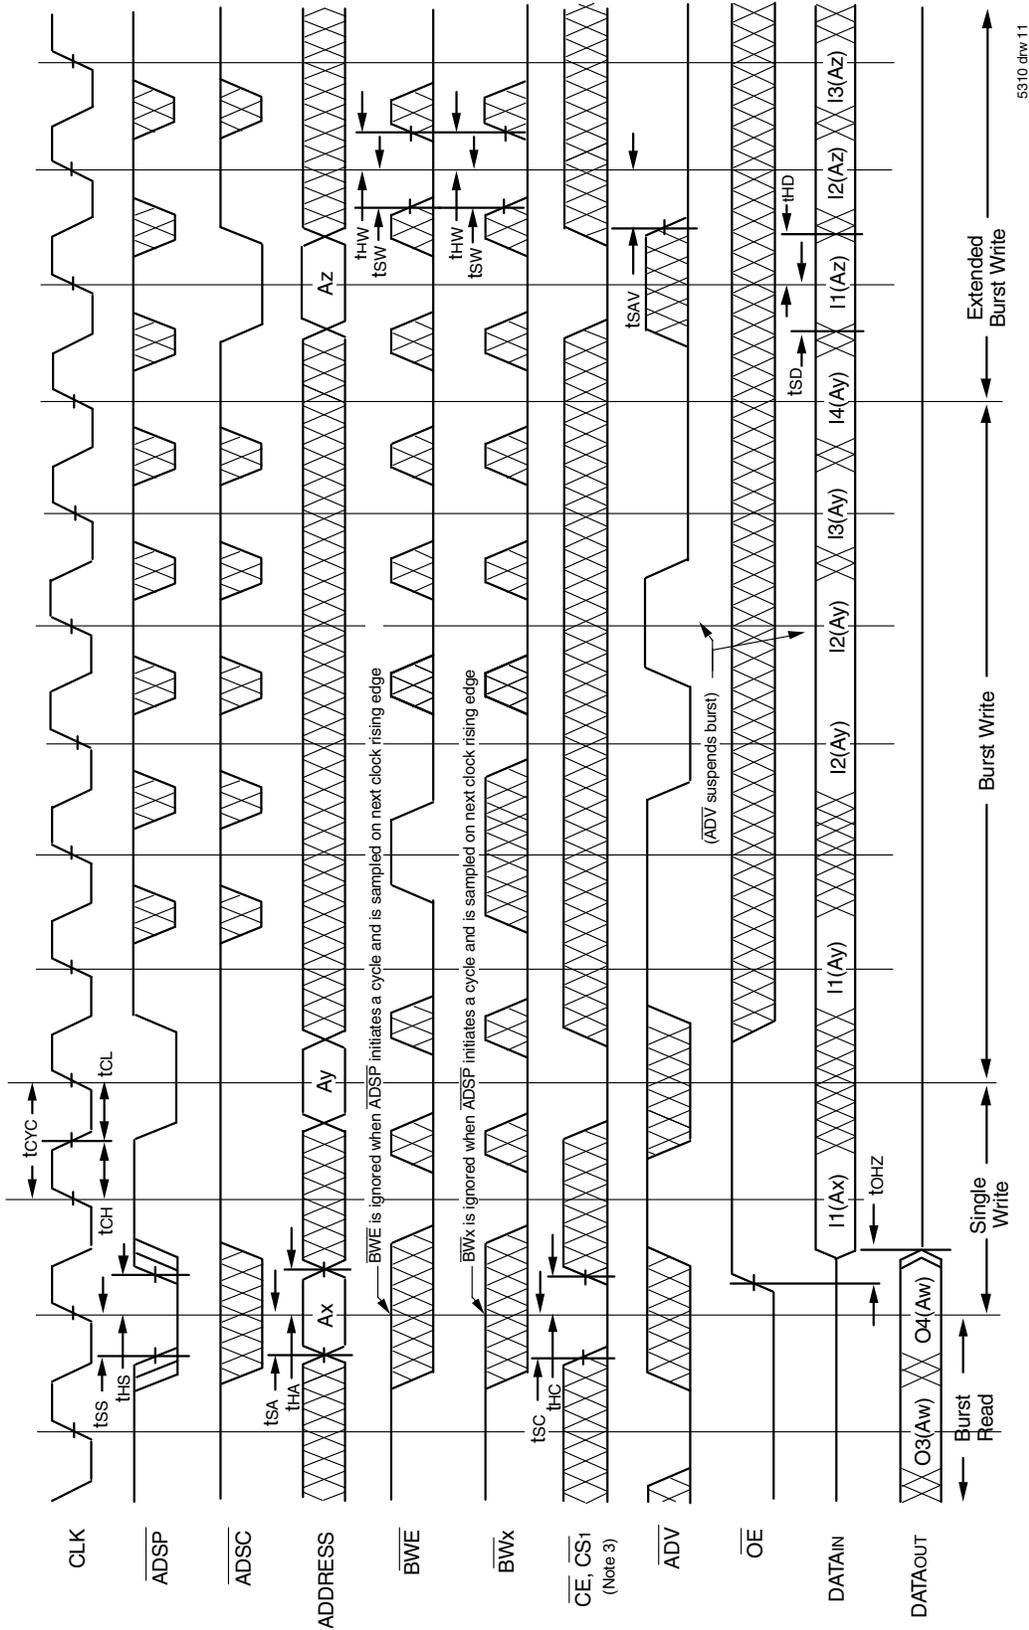 tCYC
tCH
tCL
CLK
tSS
tHS
ADSP
ADSC
tSA
tHA
ADDRESS
Ax
Ay
Az
BWE is ignored when ADSP initiates a cycle and is sampled on next clock rising edge
tHW
tSW
BWE
BWx is ignored when ADSP initiates a cycle and is sampled on next clock rising edge
tHW
tSW
BWx
tSC
tHC
CE, CS1
(Note 3)
tSAV
ADV
(ADV suspends burst)
OE
tSD
tHD
DATAIN
I1(Ax)
I1(Ay)
I2(Ay)
I2(Ay)
I3(Ay)
I4(Ay)
I1(Az)
I2(Az)
I3(Az)
tOHZ
DATAOUT
O3(Aw)
O4(Aw)
Burst
Read
Single
Write
Burst Write
Extended
Burst Write
5310 drw 11